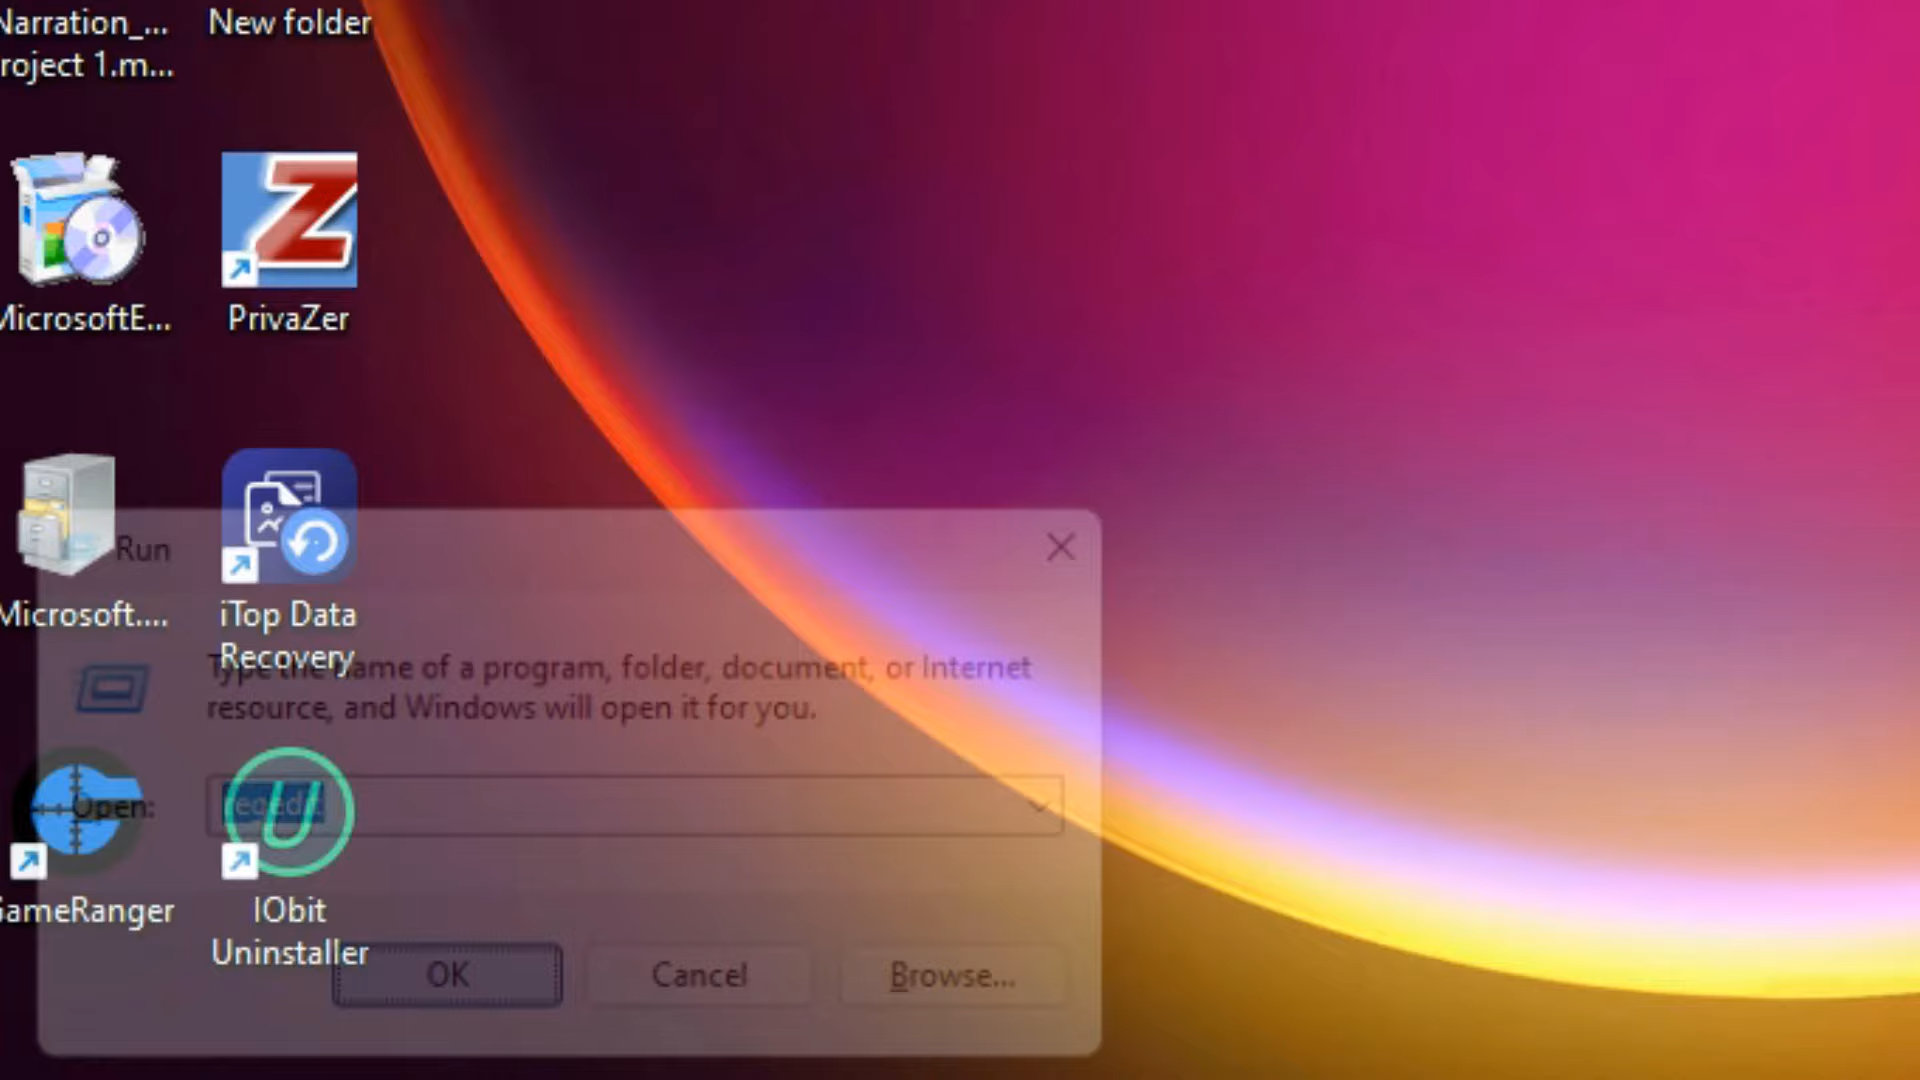 Narration_...
roject 1.m...
New folder
MicrosoftE...
PrivaZer
Microsoft....
iTop Data
Recovery
GameRanger
IObit
Uninstaller
Run
Type the name of a program, folder, document, or Internet
resource, and Windows will open it for you.
Open:
regedit
OK
Cancel
Browse...